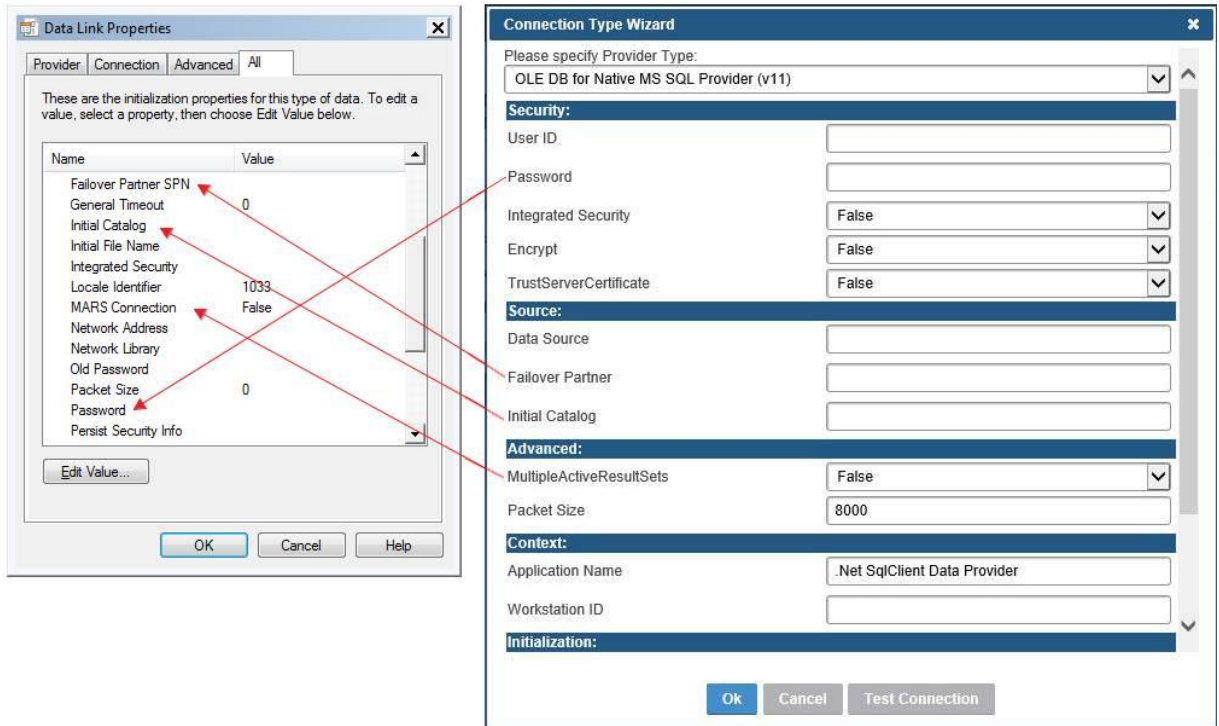 Data Link Properties
Provider Connection Advanced All
These are the initialization properties for this type of data. To edit a
value, select a property, then choose Edit Value below.
Name Value
Failover Partner SPN
General Timeout 0
Initial Catalog
Initial File Name
Integrated Security
Locale Identifier 1033
MARS Connection False
Network Address
Network Library
Old Password
Packet Size 0
Password
Persist Security Info
Edit Value...
OK Cancel Help
Connection Type Wizard
Please specify Provider Type:
OLE DB for Native MS SQL Provider (v11)
Security:
User ID
Password
Integrated Security False
Encrypt False
TrustServerCertificate False
Source:
Data Source
Failover Partner
Initial Catalog
Advanced:
MultipleActiveResultSets False
Packet Size 8000
Context:
Application Name .Net SqlClient Data Provider
Workstation ID
Initialization:
Ok Cancel Test Connection